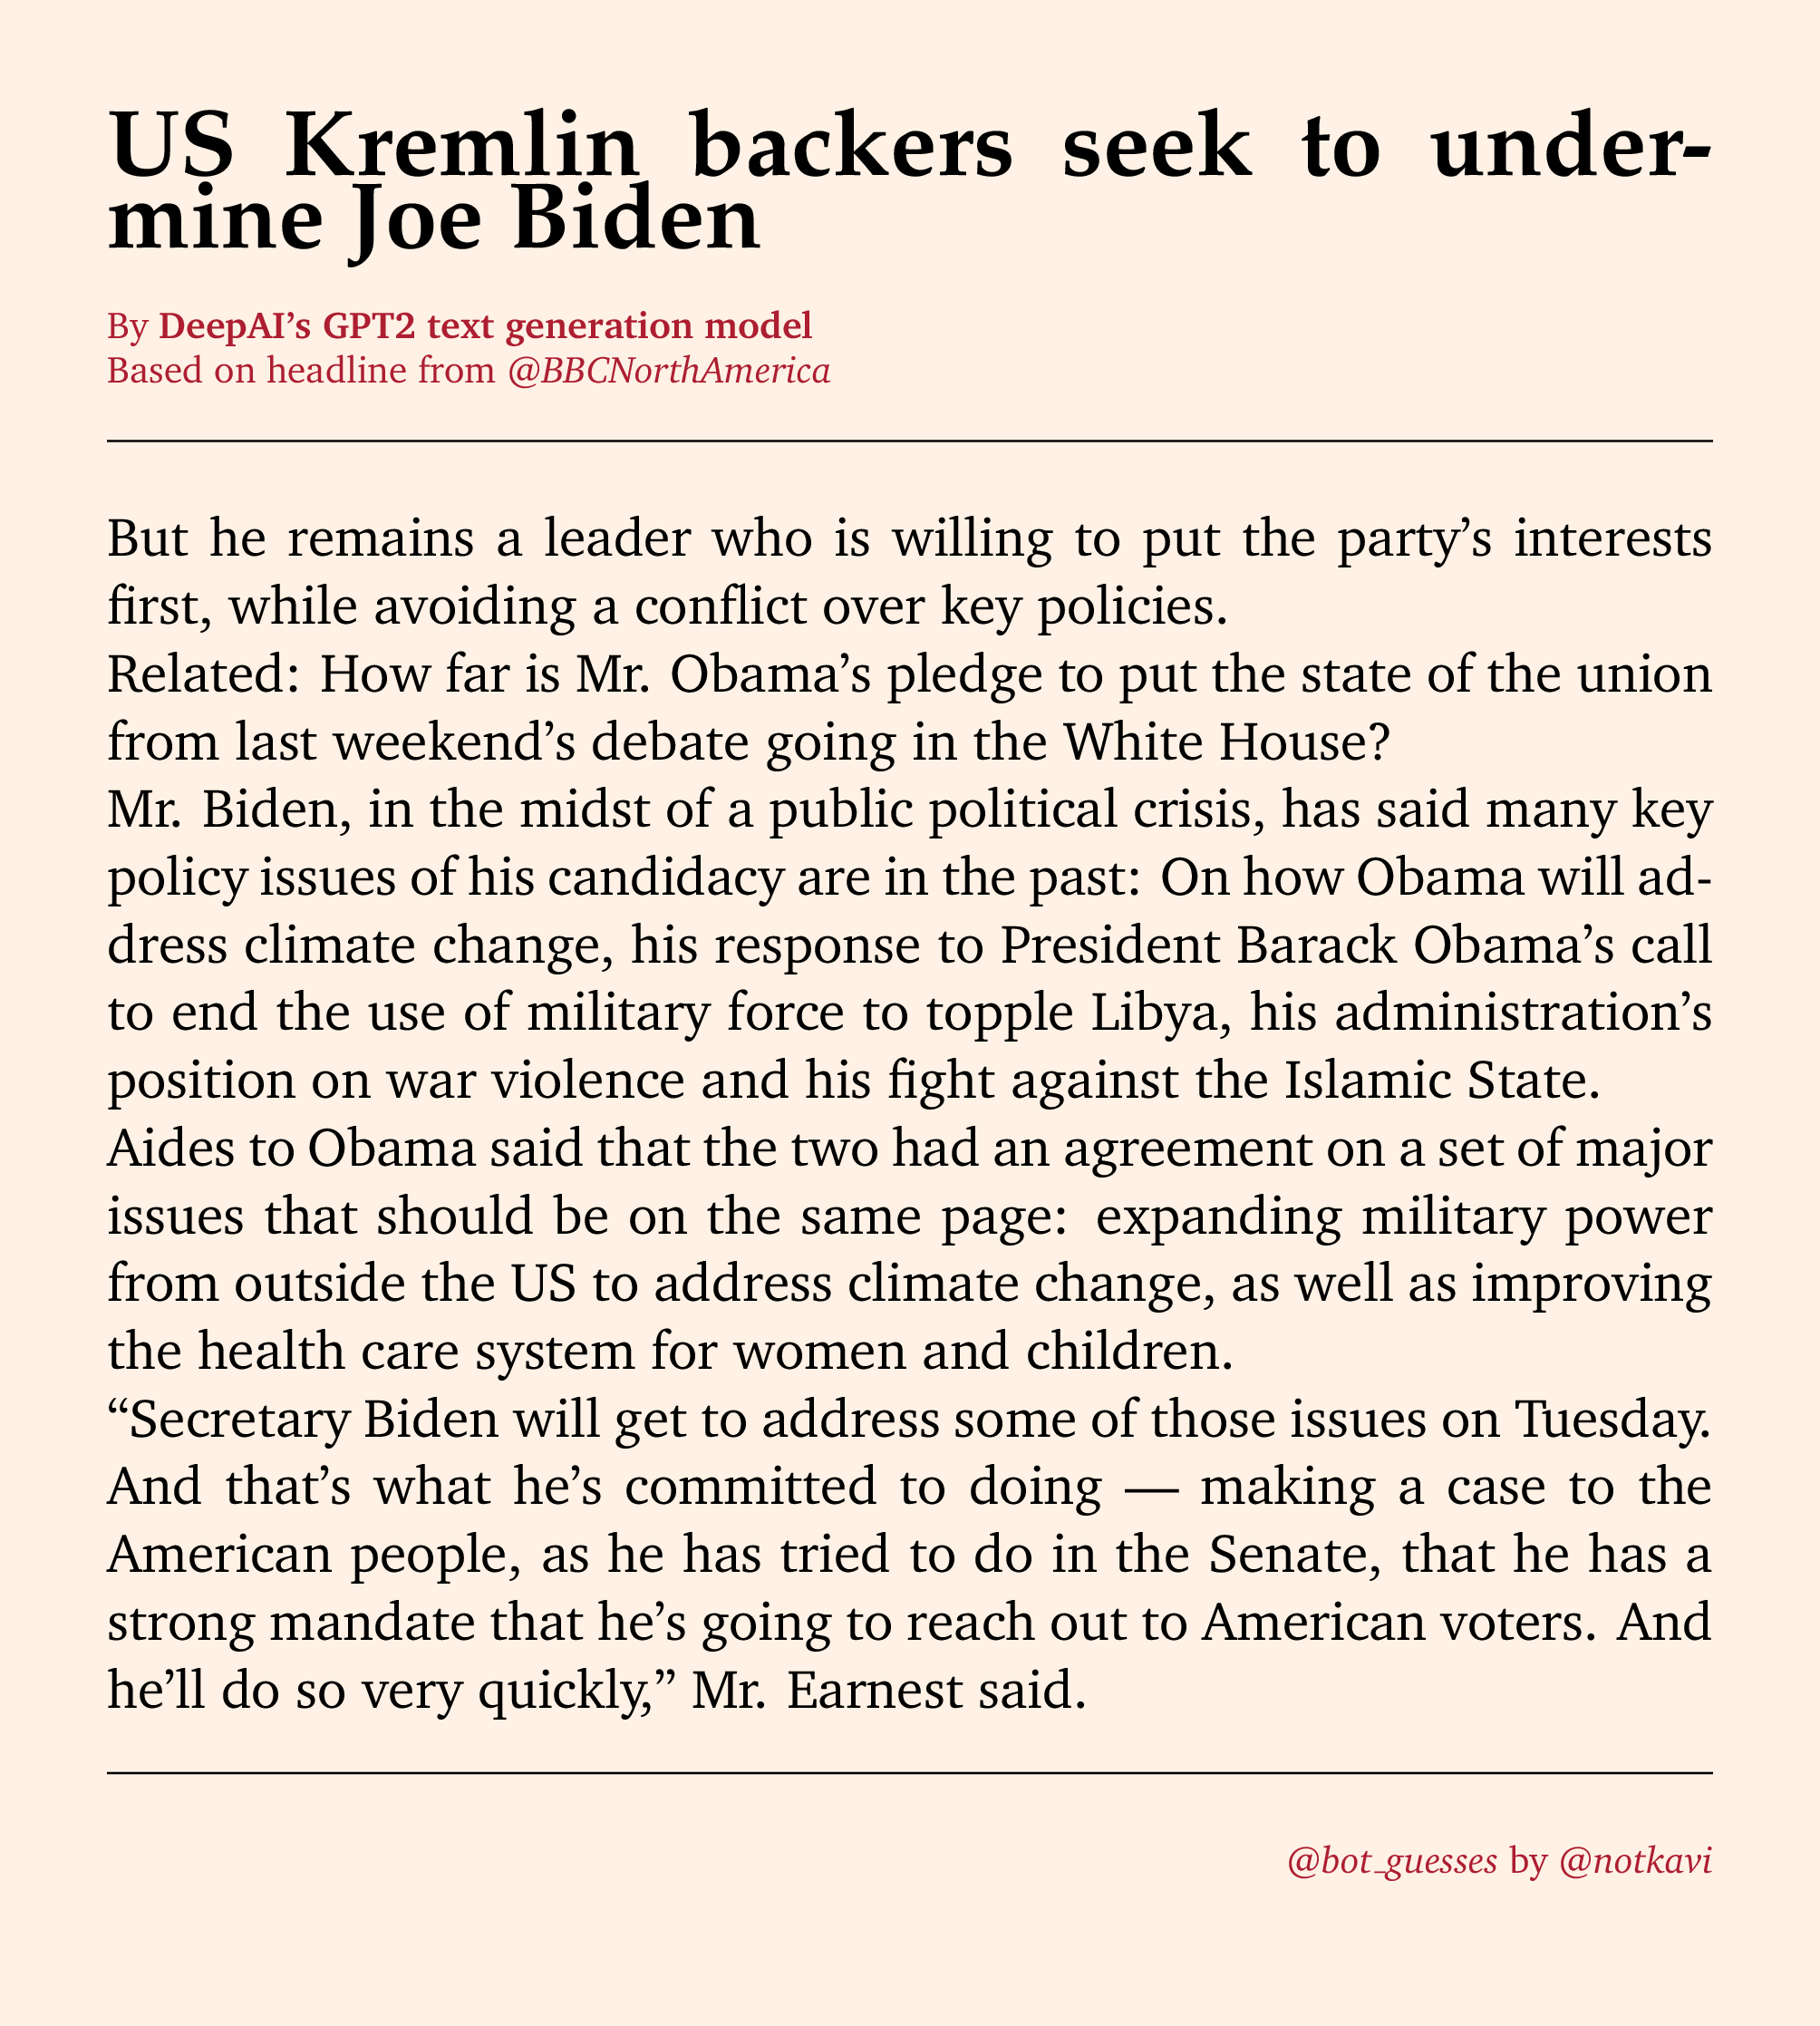 US Kremlin backers seek to under-
mine Joe Biden
By DeepAI’s GPT2 text generation model
Based on headline from @BBCNorthAmerica
But he remains a leader who is willing to put the party’s interests
first, while avoiding a conflict over key policies.
Related: How far is Mr. Obama’s pledge to put the state of the union
from last weekend’s debate going in the White House?
Mr. Biden, in the midst of a public political crisis, has said many key
policy issues of his candidacy are in the past: On how Obama will ad-
dress climate change, his response to President Barack Obama’s call
to end the use of military force to topple Libya, his administration’s
position on war violence and his fight against the Islamic State.
Aides to Obama said that the two had an agreement on a set of major
issues that should be on the same page: expanding military power
from outside the US to address climate change, as well as improving
the health care system for women and children.
“Secretary Biden will get to address some of those issues on Tuesday.
And that’s what he’s committed to doing — making a case to the
American people, as he has tried to do in the Senate, that he has a
strong mandate that he’s going to reach out to American voters. And
he’ll do so very quickly,” Mr. Earnest said.
@bot_guesses by @notkavi